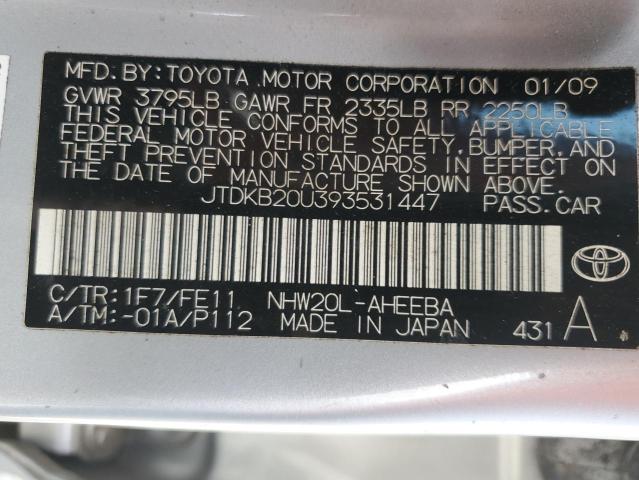 MFD. BY: TOYOTA MOTOR CORPORATION 01/09
GVWR 3795LB GAWR FR 2335LB RR 2250LB
THIS VEHICLE CONFORMS TO ALL APPLICABLE
FEDERAL MOTOR VEHICLE SAFETY, BUMPER, AND
THEFT PREVENTION STANDARDS IN EFFECT ON
THE DATE OF MANUFACTURE SHOWN ABOVE.
JTDKB20U393531447 PASS. CAR
C/TR: 1F7/FE11 NHW20L-AHEEBA
A/TM: -01A/P112 MADE IN JAPAN 431 A